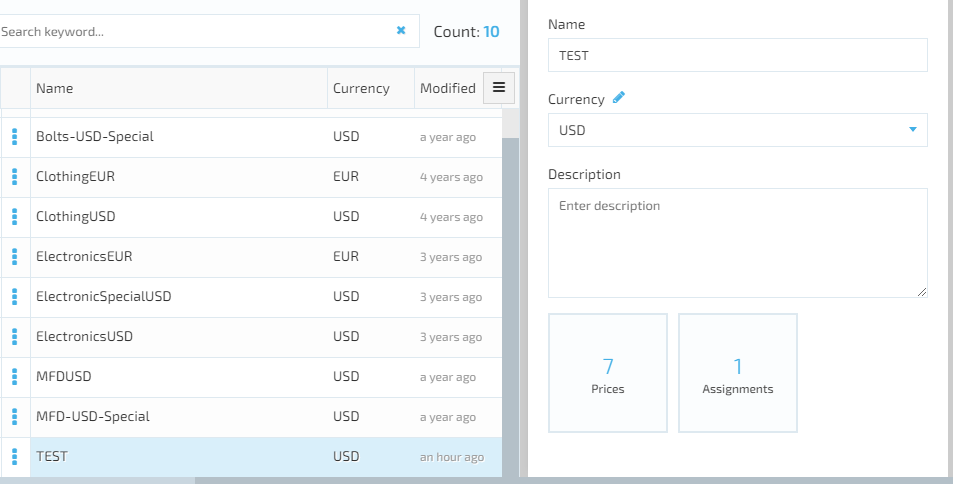 Search keyword...
Count: 10
Name Currency Modified
Bolts-USD-Special USD a year ago
ClothingEUR EUR 4 years ago
ClothingUSD USD 4 years ago
ElectronicsEUR EUR 3 years ago
ElectronicSpecialUSD USD 3 years ago
ElectronicsUSD USD 3 years ago
MFDUSD USD a year ago
MFD-USD-Special USD a year ago
TEST USD an hour ago
Name
TEST
Currency
USD
Description
Enter description
7
Prices
1
Assignments